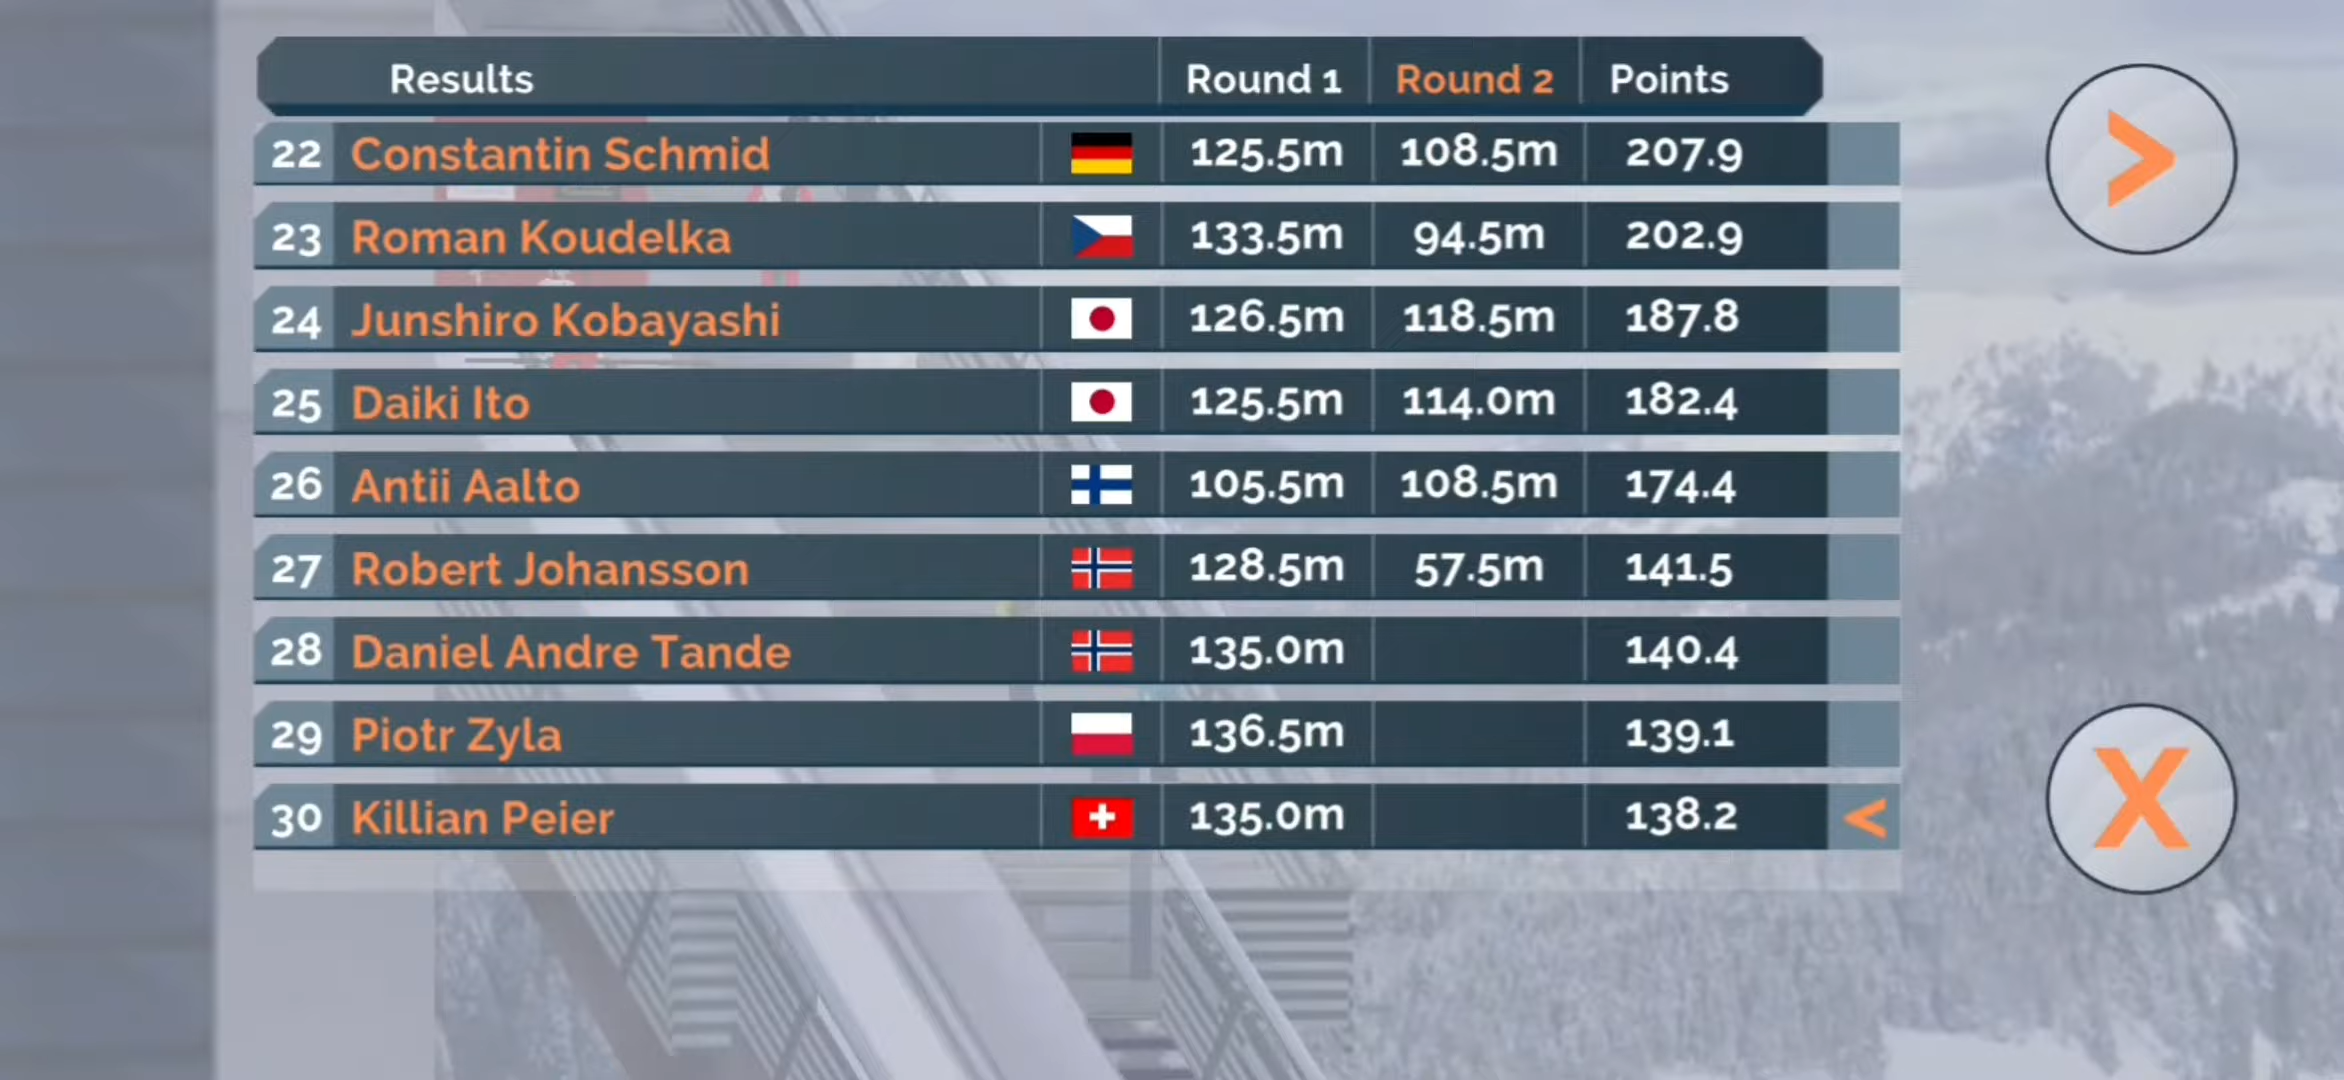 Results Round 1 Round 2 Points
22 Constantin Schmid 125.5m 108.5m 207.9
23 Roman Koudelka 133.5m 94.5m 202.9
24 Junshiro Kobayashi 126.5m 118.5m 187.8
25 Daiki Ito 125.5m 114.0m 182.4
26 Antii Aalto 105.5m 108.5m 174.4
27 Robert Johansson 128.5m 57.5m 141.5
28 Daniel Andre Tande 135.0m 140.4
29 Piotr Zyla 136.5m 139.1
30 Killian Peier 135.0m 138.2 <
>
X